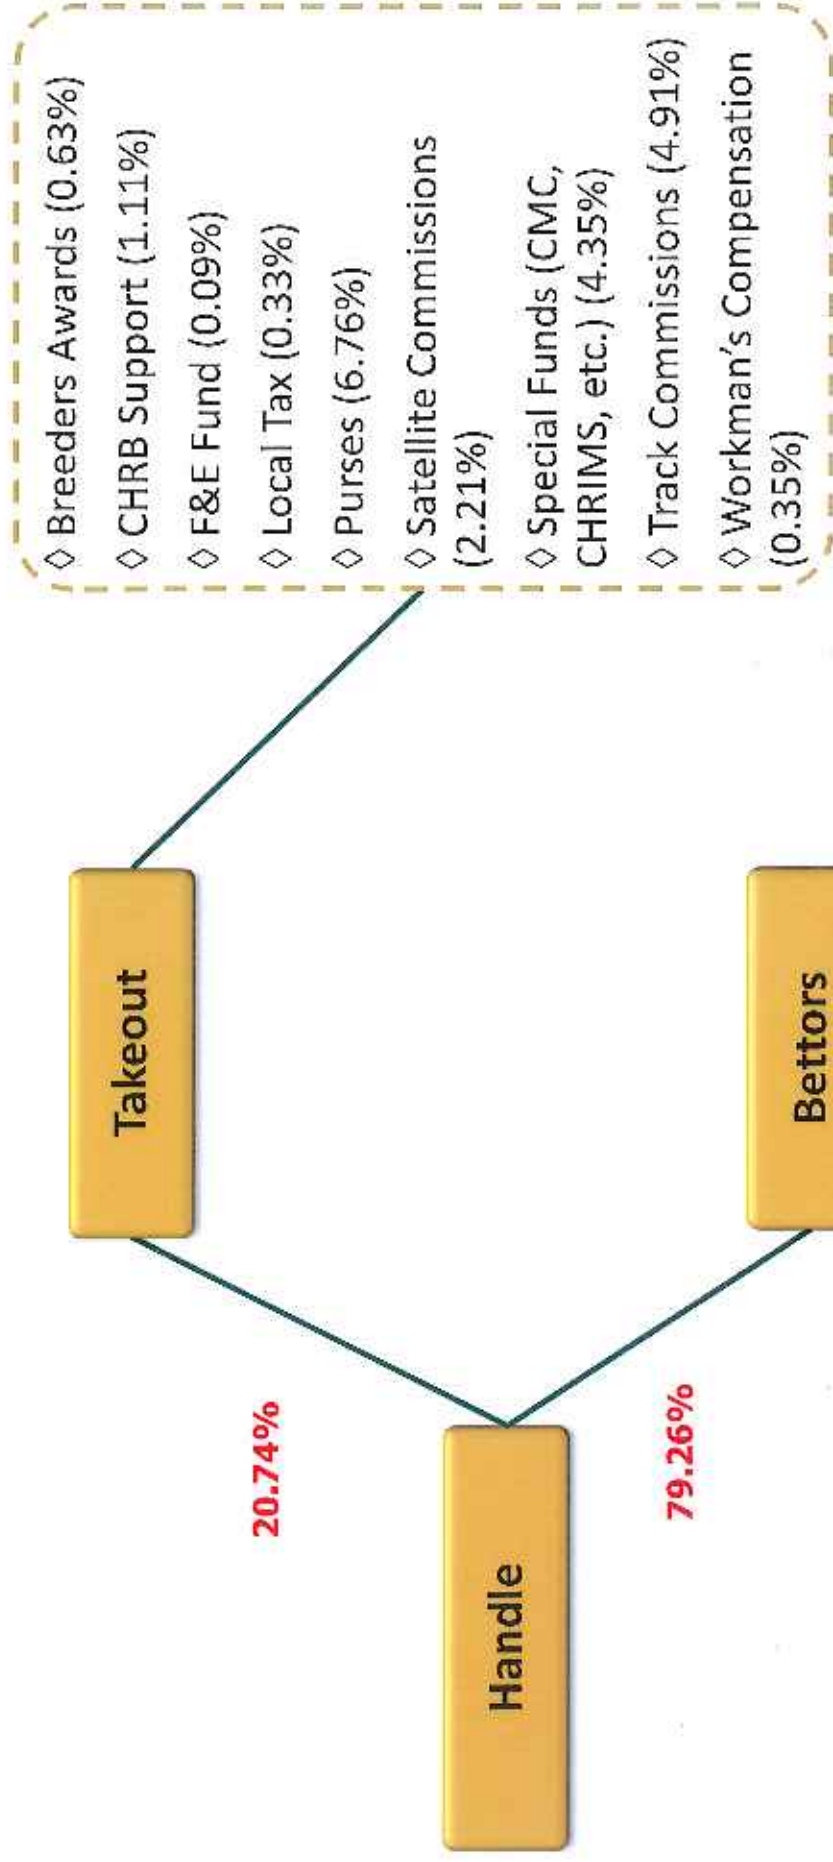 Takeout
20.74%
Handle
79.26%
Bettors
◇ Breeders Awards (0.63%)
◇ CHRB Support (1.11%)
◇ F&E Fund (0.09%)
◇ Local Tax (0.33%)
◇ Purses (6.76%)
◇ Satellite Commissions
(2.21%)
◇ Special Funds (CMC,
CHRIMS, etc.) (4.35%)
◇ Track Commissions (4.91%)
◇ Workman's Compensation
(0.35%)